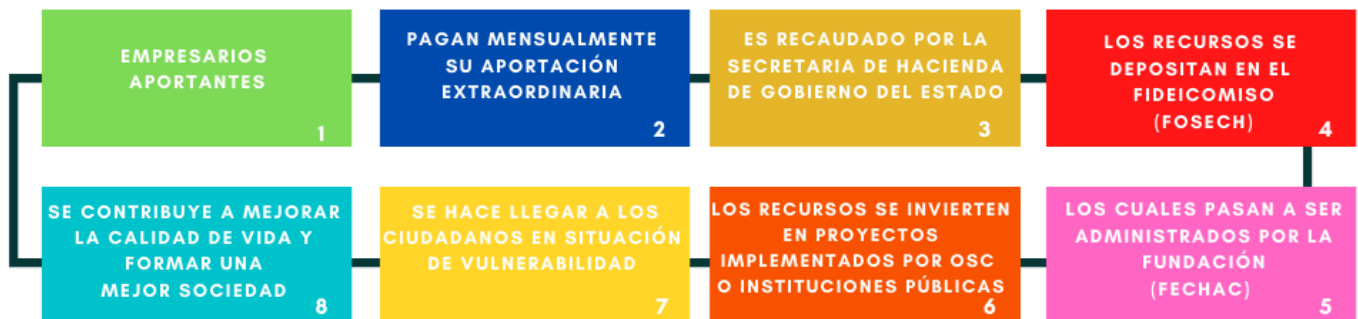 EMPRESARIOS
APORTANTES
1
PAGAN MENSUALMENTE
SU APORTACIÓN
EXTRAORDINARIA
2
ES RECAUDADO POR LA
SECRETARIA DE HACIENDA
DE GOBIERNO DEL ESTADO
3
LOS RECURSOS SE
DEPOSITAN EN EL
FIDEICOMISO
(FOSECH)
4
LOS CUALES PASAN A SER
ADMINISTRADOS POR LA
FUNDACIÓN
(FECHAC)
5
LOS RECURSOS SE INVIERTEN
EN PROYECTOS
IMPLEMENTADOS POR OSC
O INSTITUCIONES PÚBLICAS
6
SE HACE LLEGAR A LOS
CIUDADANOS EN SITUACIÓN
DE VULNERABILIDAD
7
SE CONTRIBUYE A MEJORAR
LA CALIDAD DE VIDA Y
FORMAR UNA
MEJOR SOCIEDAD
8